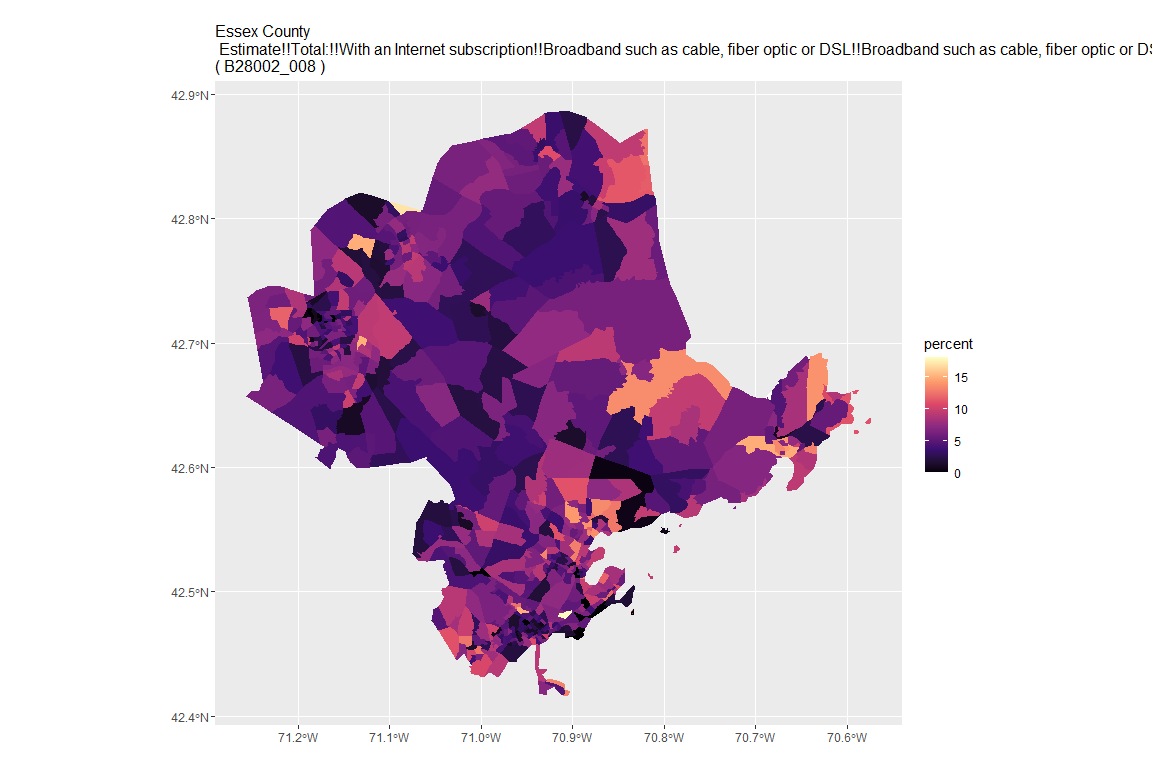 Essex County
Estimate!!Total:!!With an Internet subscription!!Broadband such as cable, fiber optic or DSL!!Broadband such as cable, fiber optic or DS
( B28002_008 )
42.9°N
42.8°N
42.7°N
42.6°N
42.5°N
42.4°N
71.2°W 71.1°W 71.0°W 70.9°W 70.8°W 70.7°W 70.6°W
percent
15
10
5
0